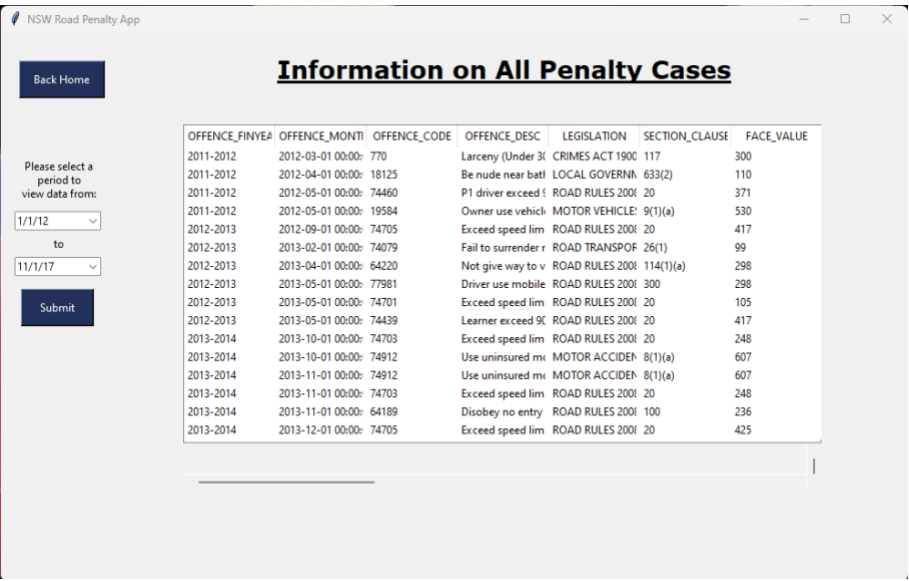 NSW Road Penalty App
Back Home
Information on All Penalty Cases
Please select a
period to
view data from:
1/1/12
to
11/1/17
Submit
OFFENCE_FINYEA OFFENCE_MONTI OFFENCE_CODE OFFENCE_DESC LEGISLATION SECTION_CLAUSE FACE_VALUE
2011-2012 2012-03-01 00:00: 770 Larceny (Under 30 CRIMES ACT 1900 117 300
2011-2012 2012-04-01 00:00: 18125 Be nude near batl LOCAL GOVERNN 633(2) 110
2011-2012 2012-05-01 00:00: 74460 P1 driver exceed 9 ROAD RULES 2008 20 371
2011-2012 2012-05-01 00:00: 19584 Owner use vehicl MOTOR VEHICLE 9(1)(a) 530
2012-2013 2012-09-01 00:00: 74705 Exceed speed lim ROAD RULES 2008 20 417
2012-2013 2013-02-01 00:00: 74079 Fail to surrender r ROAD TRANSPOR 26(1) 99
2012-2013 2013-04-01 00:00: 64220 Not give way to v ROAD RULES 2008 114(1)(a) 298
2012-2013 2013-05-01 00:00: 77981 Driver use mobile ROAD RULES 2008 300 298
2012-2013 2013-05-01 00:00: 74701 Exceed speed lim ROAD RULES 2008 20 105
2012-2013 2013-05-01 00:00: 74439 Learner exceed 90 ROAD RULES 2008 20 417
2013-2014 2013-10-01 00:00: 74703 Exceed speed lim ROAD RULES 2008 20 248
2013-2014 2013-10-01 00:00: 74912 Use uninsured mo MOTOR ACCIDEN 8(1)(a) 607
2013-2014 2013-11-01 00:00: 74912 Use uninsured mo MOTOR ACCIDEN 8(1)(a) 607
2013-2014 2013-11-01 00:00: 74703 Exceed speed lim ROAD RULES 2008 20 248
2013-2014 2013-11-01 00:00: 64189 Disobey no entry ROAD RULES 2008 100 236
2013-2014 2013-12-01 00:00: 74705 Exceed speed lim ROAD RULES 2008 20 425